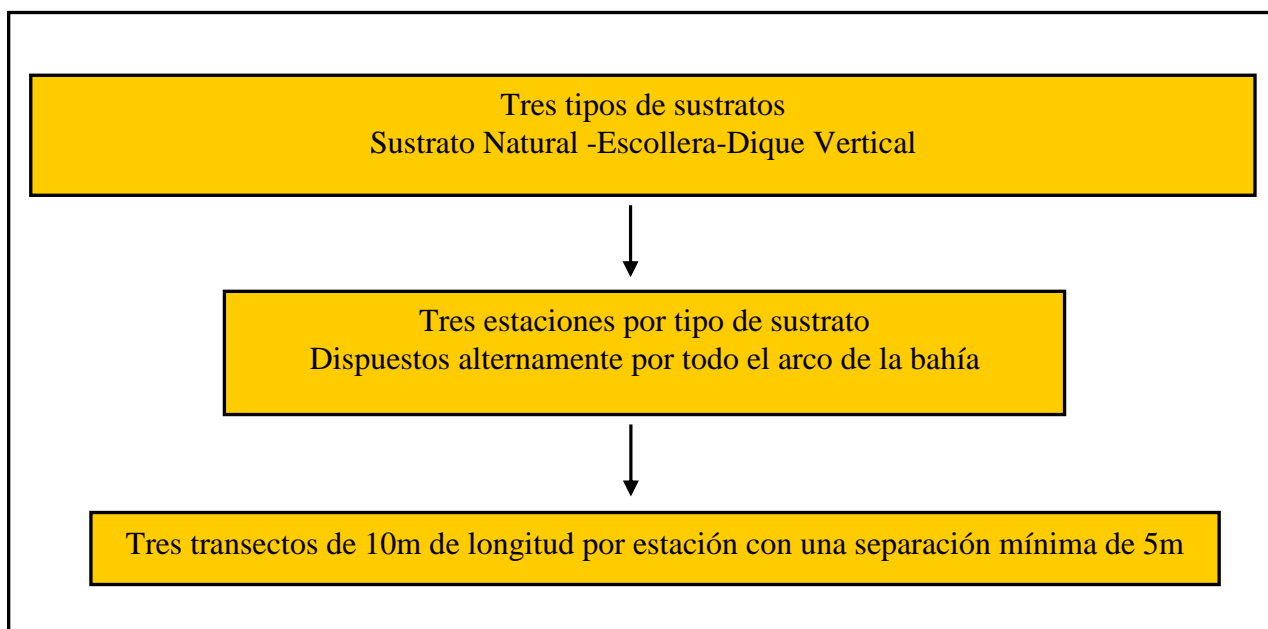 Tres tipos de sustratos
Sustrato Natural -Escollera-Dique Vertical
Tres estaciones por tipo de sustrato
Dispuestos alternamente por todo el arco de la bahía
Tres transectos de 10m de longitud por estación con una separación mínima de 5m